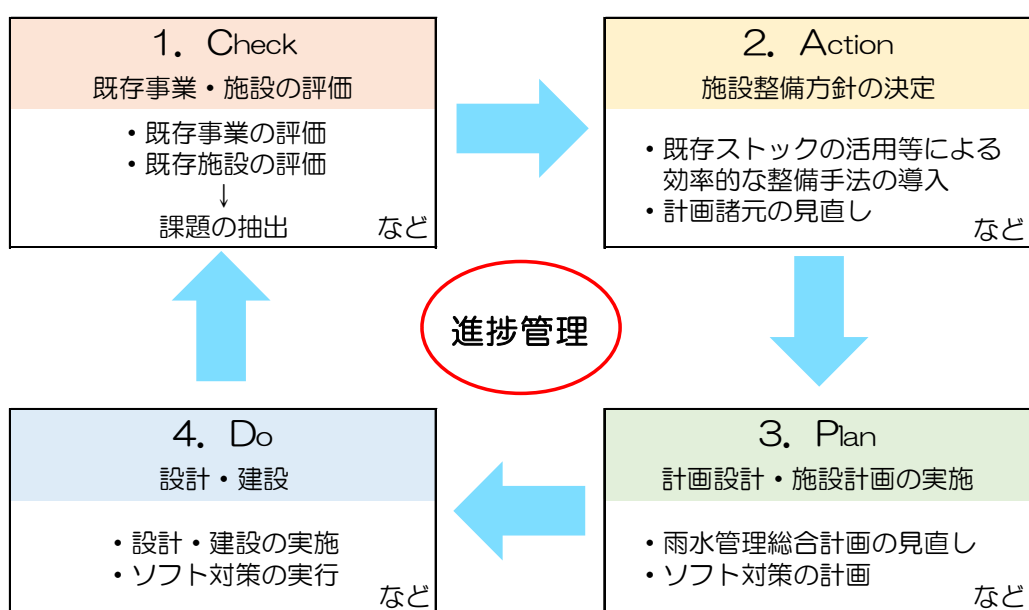 1．Check
既存事業・施設の評価
・既存事業の評価
・既存施設の評価
↓
課題の抽出
など
2．Action
施設整備方針の決定
・既存ストックの活用等による
効率的な整備手法の導入
・計画諸元の見直し
など
進捗管理
4．Do
設計・建設
・設計・建設の実施
・ソフト対策の実行
など
3．Plan
計画設計・施設計画の実施
・雨水管理総合計画の見直し
・ソフト対策の計画
など